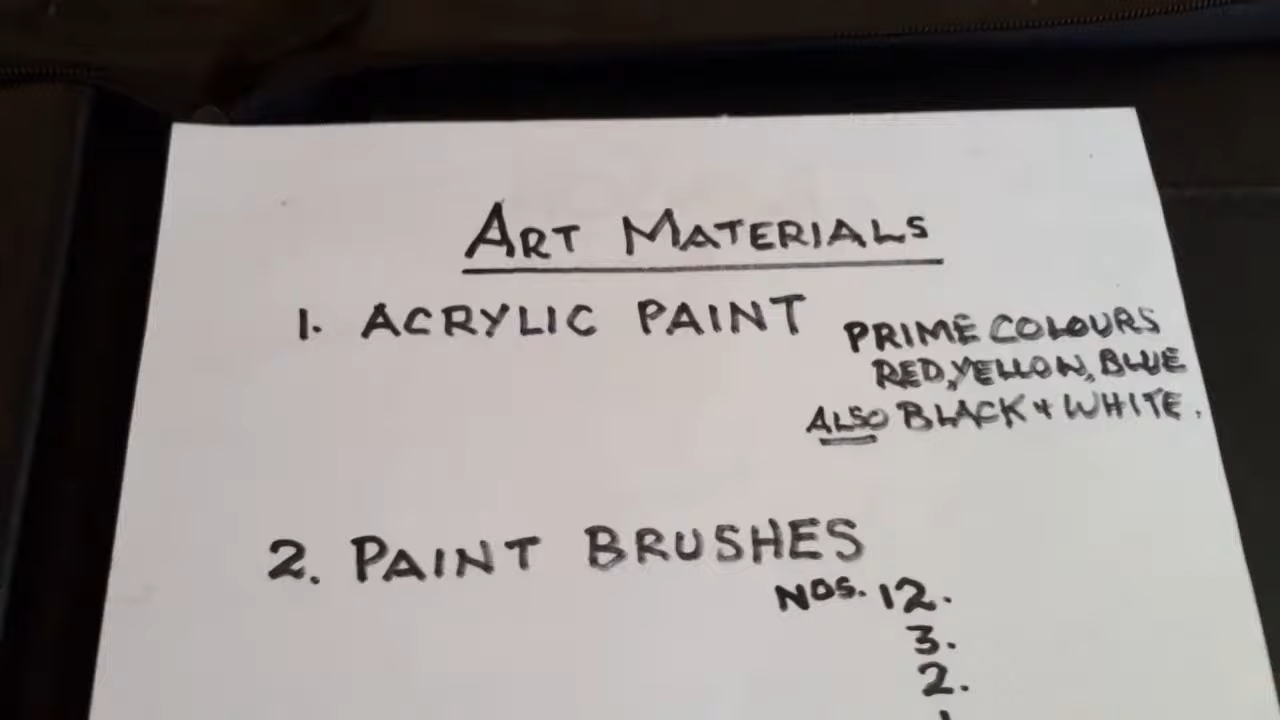 ART MATERIALS
1. ACRYLIC PAINT
PRIME COLOURS
RED, YELLOW, BLUE
ALSO BLACK & WHITE.
2. PAINT BRUSHES
NOS. 12.
3.
2.